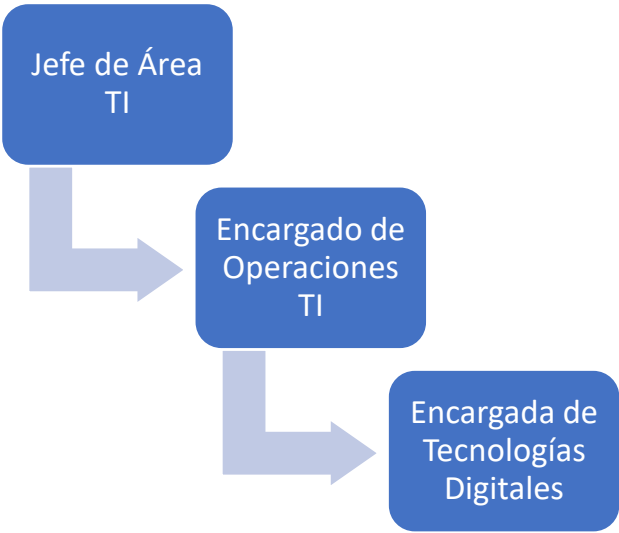 Jefe de Área
TI
Encargado de
Operaciones
TI
Encargada de
Tecnologías
Digitales